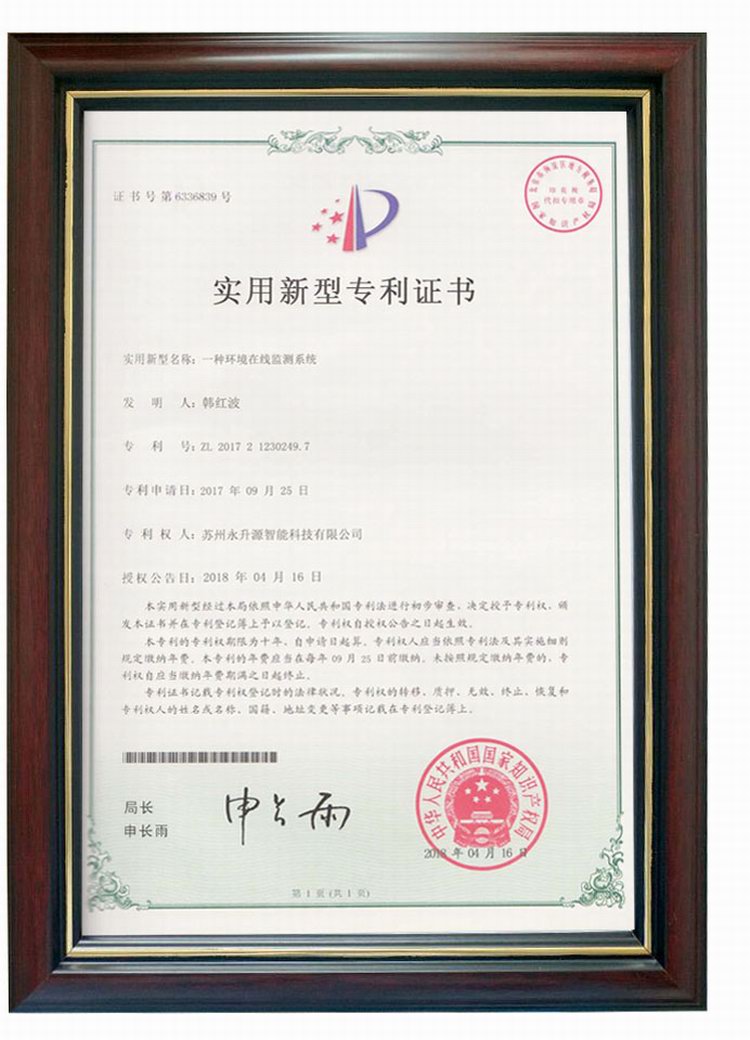 证书号第6336839号
实用新型专利证书
实用新型名称：一种环境在线监测系统
发 明 人：韩红波
专 利 号：ZL 2017 2 1230249.7
专利申请日：2017 年 09 月 25 日
专 利 权 人：苏州永升源智能科技有限公司
授权公告日：2018 年 04 月 16 日
本实用新型经过本局依照中华人民共和国专利法进行初步审查，决定授予专利权，颁
发本证书并在专利登记簿上予以登记。专利权自授权公告之日起生效。
本专利的专利权期限为十年，自申请日起算。专利权人应当依照专利法及其实施细则
规定缴纳年费。本专利的年费应当在每年 09 月 25 日前缴纳。未按照规定缴纳年费的，专
利权自应当缴纳年费期满之日起终止。
专利证书记载专利权登记时的法律状况。专利权的转移、质押、无效、终止、恢复和
专利权人的姓名或名称、国籍、地址变更等事项记载在专利登记簿上。
局长
申长雨
申长雨
中华人民共和国国家知识产权局
2018 年 04 月 16 日
第 1 页 (共 1 页)